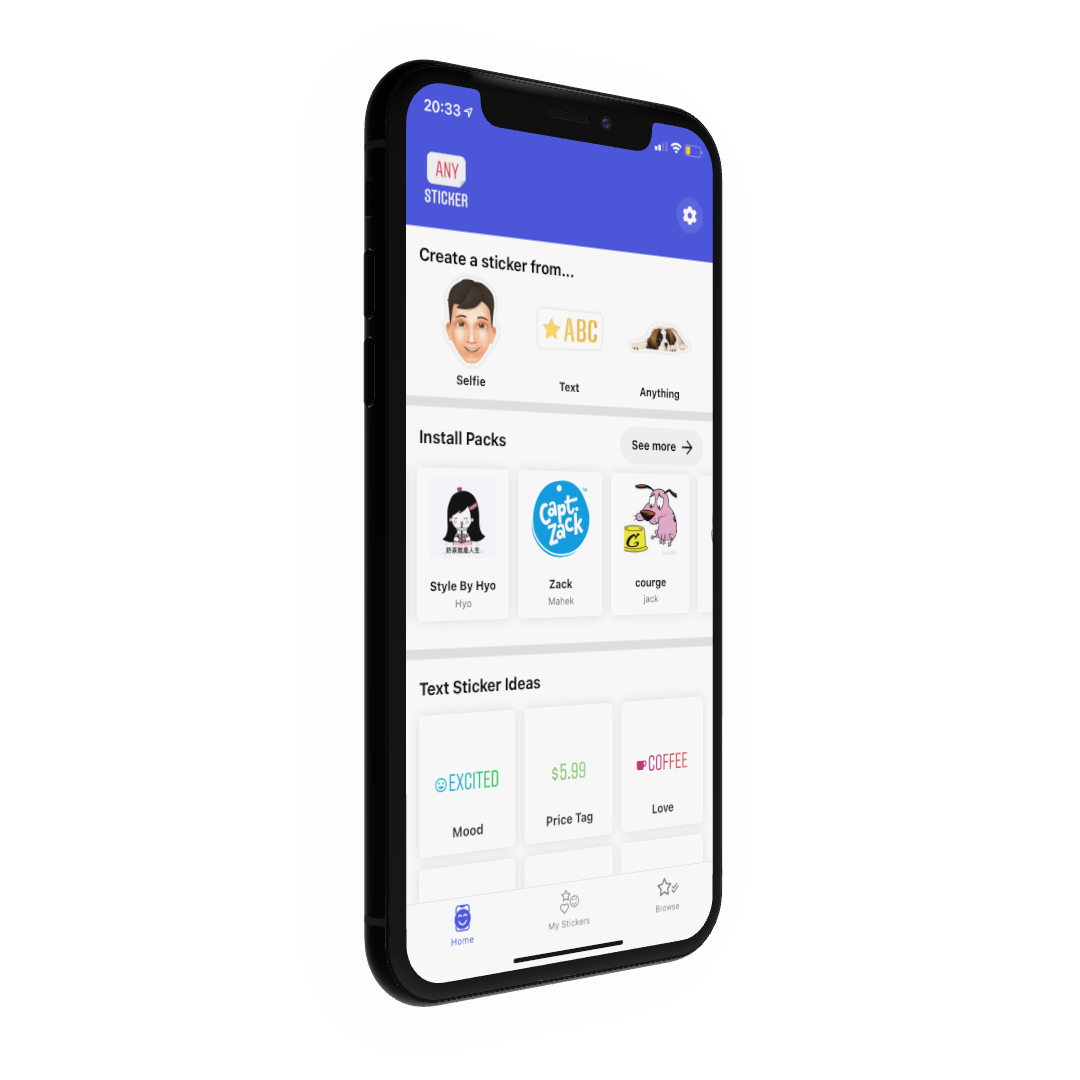 20:33
ANY
STICKER
Create a sticker from...
ABC
Selfie
Text
Anything
Install Packs
See more
奶茶就是人生
Capt.
Zack
™
Style By Hyo
Hyo
Zack
Mahek
courge
jack
Text Sticker Ideas
EXCITED
$5.99
COFFEE
Mood
Price Tag
Love
Home
My Stickers
Browse